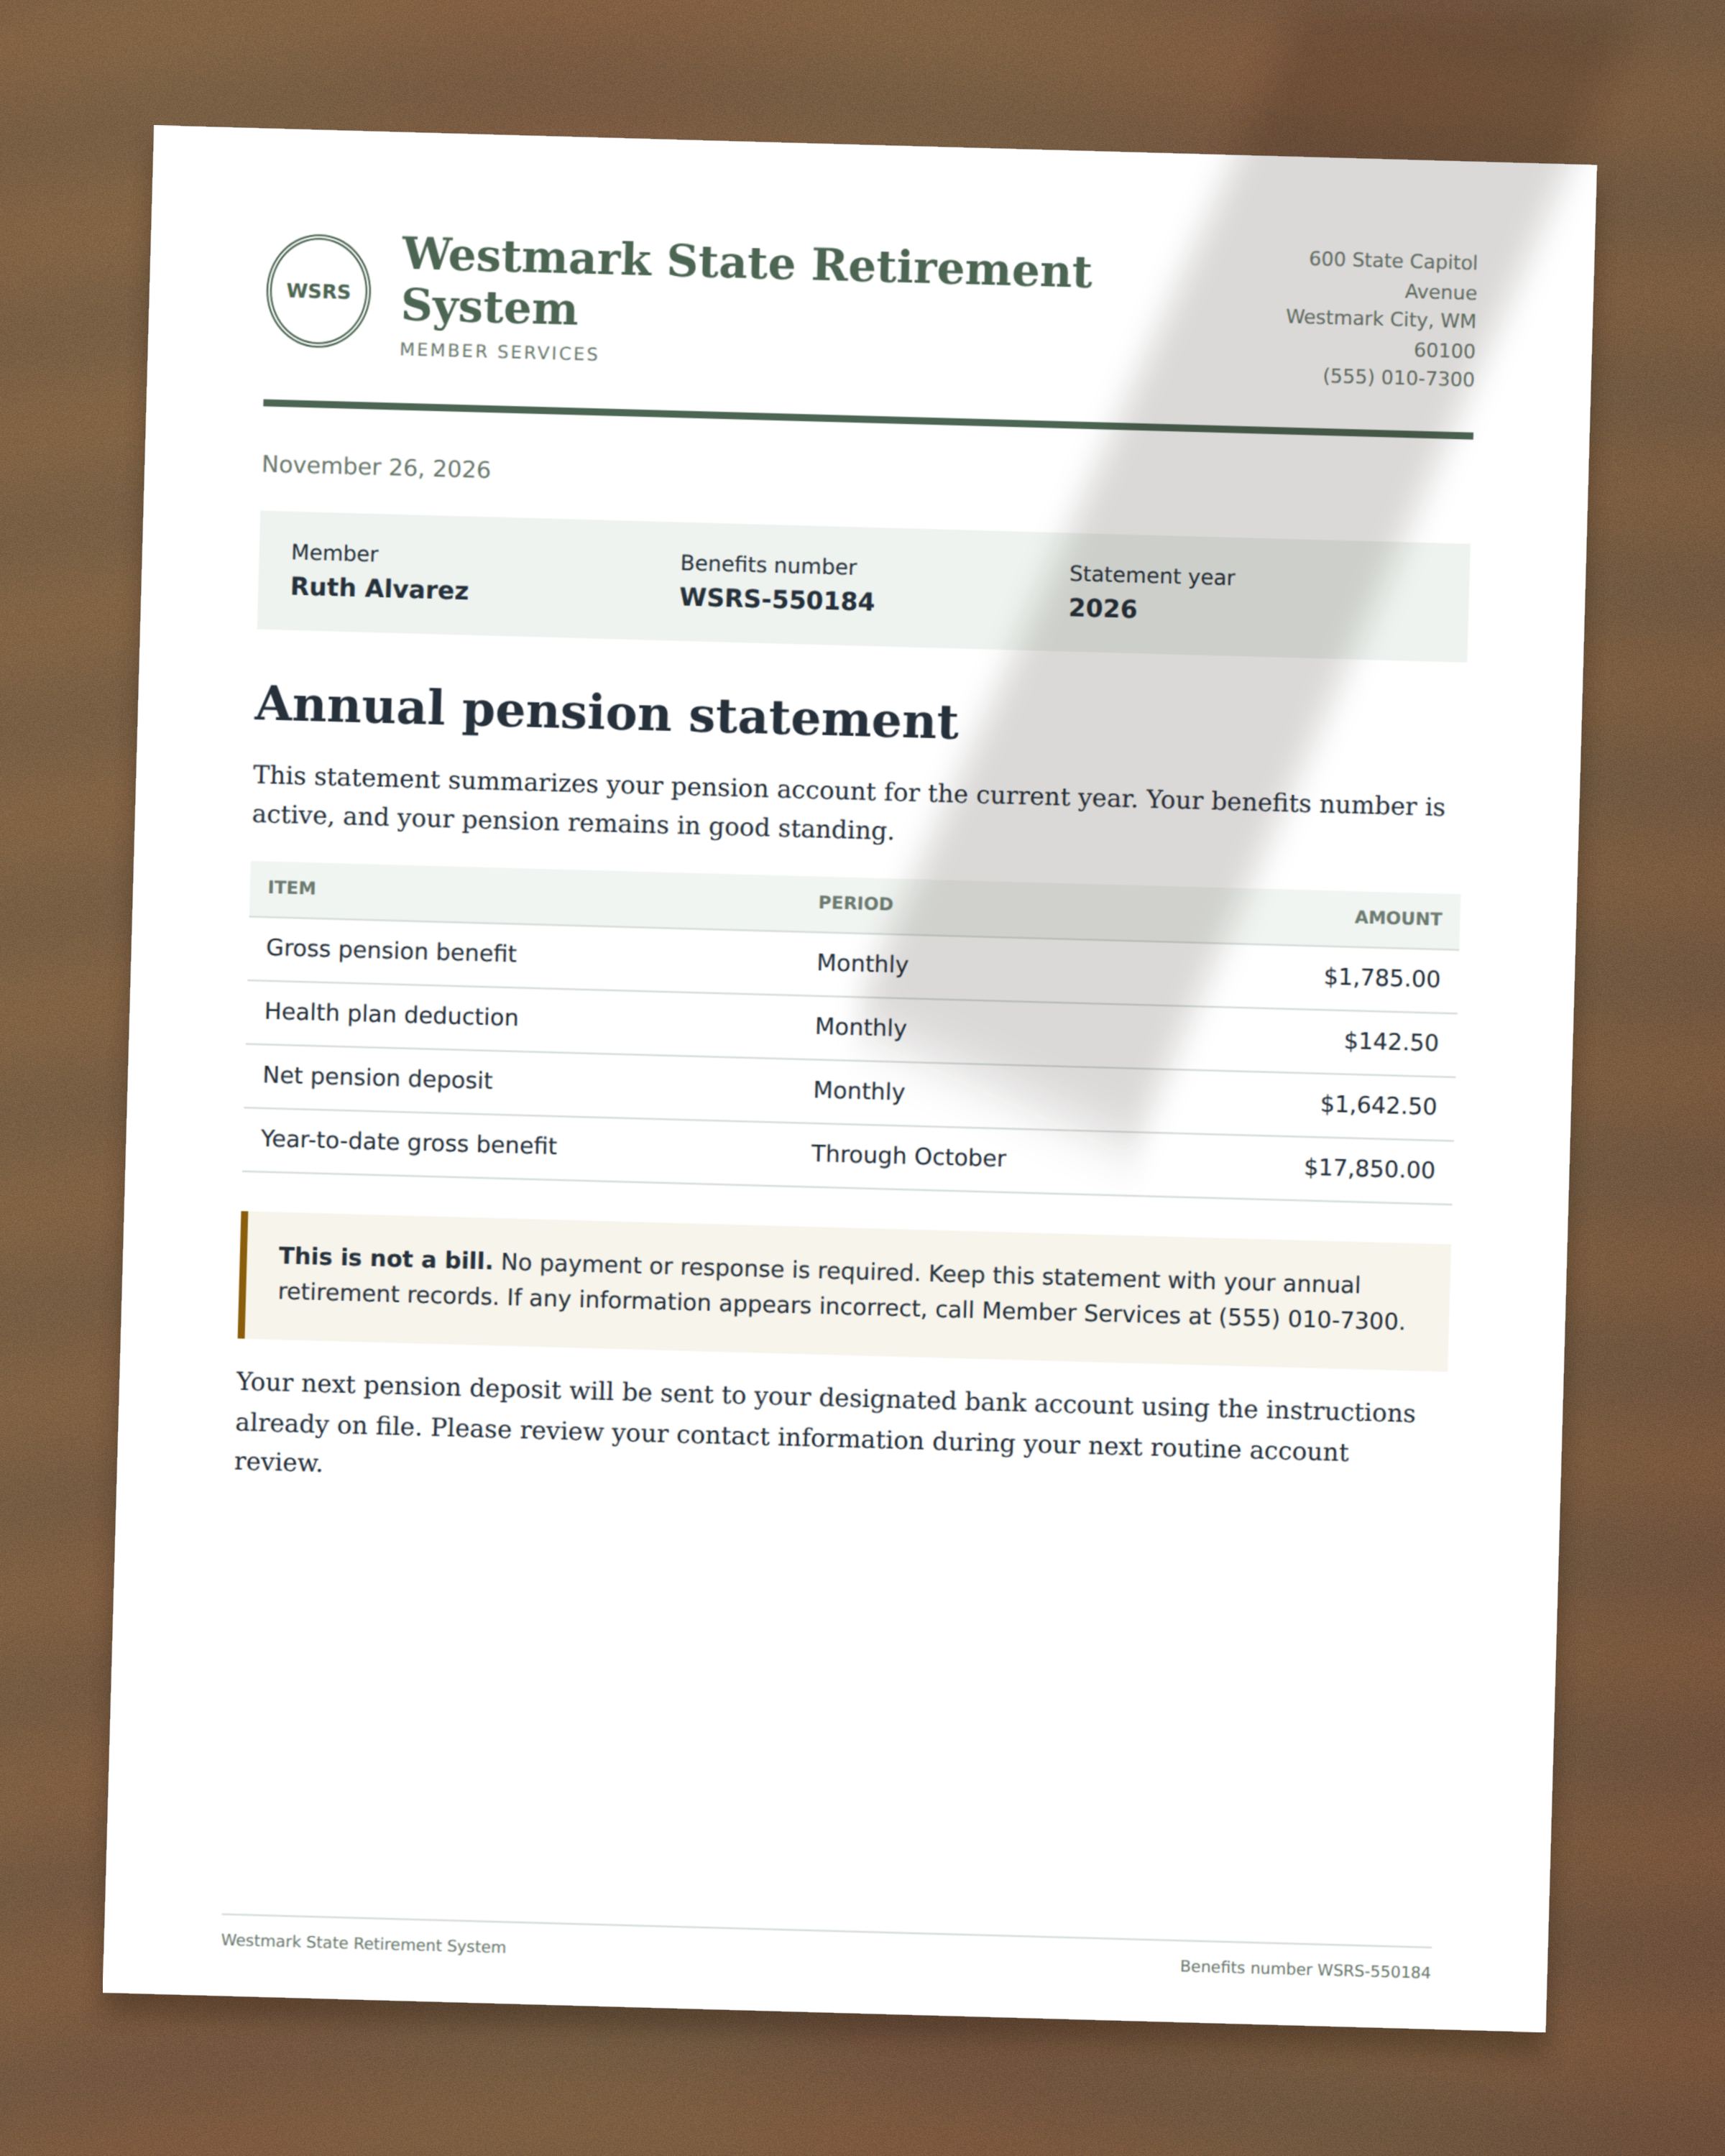 WSRS
Westmark State Retirement
System
MEMBER SERVICES
600 State Capitol
Avenue
Westmark City, WM
60100
(555) 010-7300
November 26, 2026
Member
Ruth Alvarez
Benefits number
WSRS-550184
Statement year
2026
Annual pension statement
This statement summarizes your pension account for the current year. Your benefits number is
active, and your pension remains in good standing.
ITEM PERIOD AMOUNT
Gross pension benefit Monthly $1,785.00
Health plan deduction Monthly $142.50
Net pension deposit Monthly $1,642.50
Year-to-date gross benefit Through October $17,850.00
This is not a bill. No payment or response is required. Keep this statement with your annual
retirement records. If any information appears incorrect, call Member Services at (555) 010-7300.
Your next pension deposit will be sent to your designated bank account using the instructions
already on file. Please review your contact information during your next routine account
review.
Westmark State Retirement System
Benefits number WSRS-550184